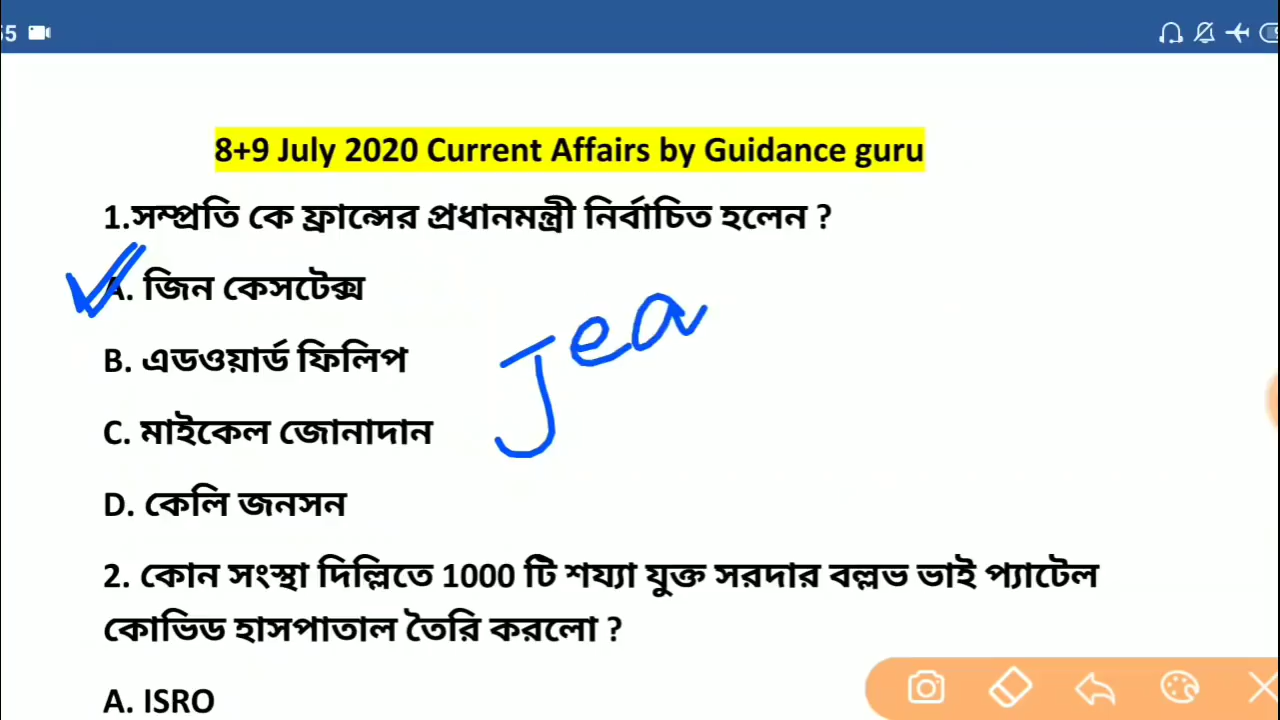 55
8+9 July 2020 Current Affairs by Guidance guru
1.সম্প্রতি কে ফ্রান্সের প্রধানমন্ত্রী নির্বাচিত হলেন ?
A. জিন কেসটেক্স
Jea
B. এডওয়ার্ড ফিলিপ
C. মাইকেল জোনাদান
D. কেলি জনসন
2. কোন সংস্থা দিল্লিতে 1000 টি শয্যা যুক্ত সরদার বল্লভ ভাই প্যাটেল
কোভিড হাসপাতাল তৈরি করলো ?
A. ISRO